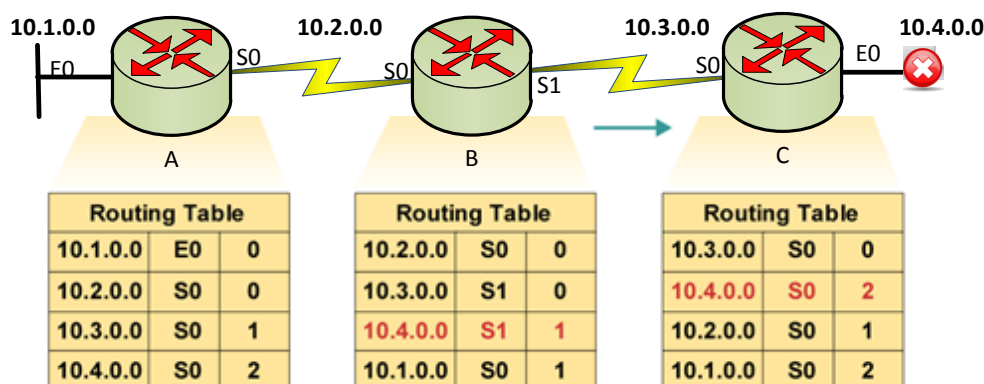 10.1.0.0 10.2.0.0 10.3.0.0 10.4.0.0
E0 S0 S0 S1 S0 E0
A B C
Routing Table
10.1.0.0 E0 0
10.2.0.0 S0 0
10.3.0.0 S0 1
10.4.0.0 S0 2
Routing Table
10.2.0.0 S0 0
10.3.0.0 S1 0
10.4.0.0 S1 1
10.1.0.0 S0 1
Routing Table
10.3.0.0 S0 0
10.4.0.0 S0 2
10.2.0.0 S0 1
10.1.0.0 S0 2